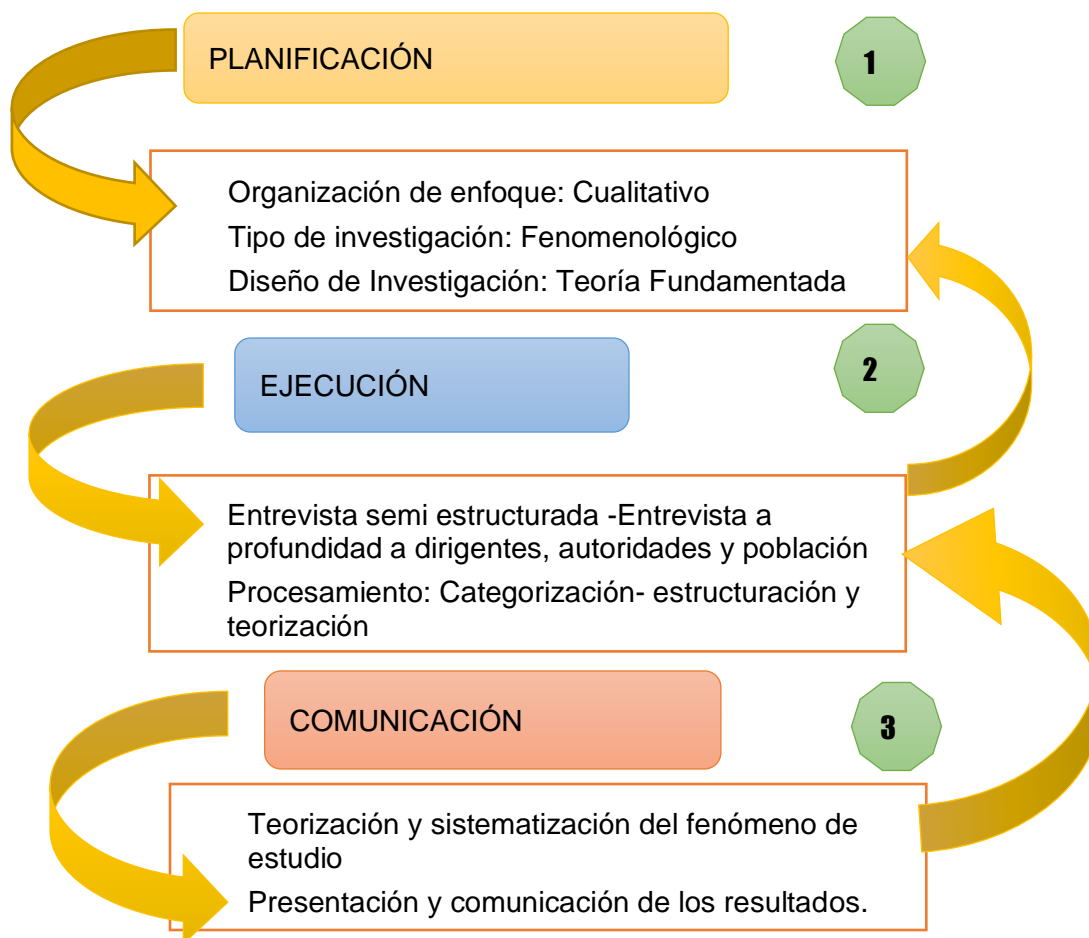 PLANIFICACIÓN
1
Organización de enfoque: Cualitativo
Tipo de investigación: Fenomenológico
Diseño de Investigación: Teoría Fundamentada
EJECUCIÓN
2
Entrevista semi estructurada -Entrevista a
profundidad a dirigentes, autoridades y población
Procesamiento: Categorización- estructuración y
teorización
COMUNICACIÓN
3
Teorización y sistematización del fenómeno de
estudio
Presentación y comunicación de los resultados.